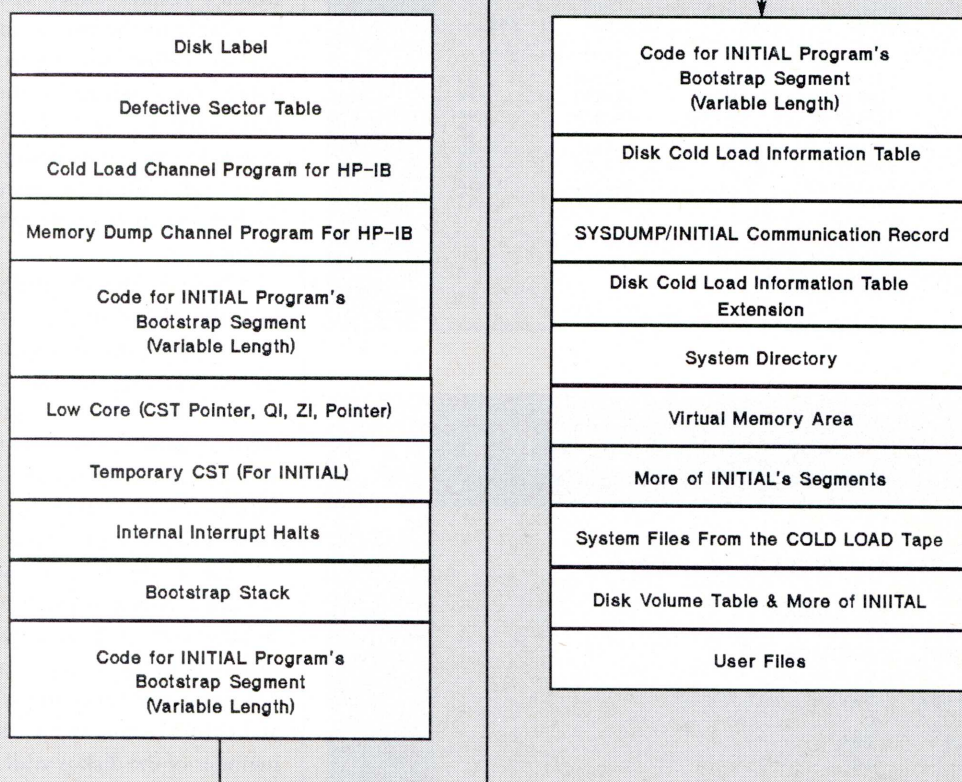 Disk Label
Defective Sector Table
Cold Load Channel Program for HP-IB
Memory Dump Channel Program For HP-IB
Code for INITIAL Program's
Bootstrap Segment
(Variable Length)
Low Core (CST Pointer, QI, ZI, Pointer)
Temporary CST (For INITIAL)
Internal Interrupt Halts
Bootstrap Stack
Code for INITIAL Program's
Bootstrap Segment
(Variable Length)
Code for INITIAL Program's
Bootstrap Segment
(Variable Length)
Disk Cold Load Information Table
SYSDUMP/INITIAL Communication Record
Disk Cold Load Information Table
Extension
System Directory
Virtual Memory Area
More of INITIAL's Segments
System Files From the COLD LOAD Tape
Disk Volume Table & More of INIITAL
User Files